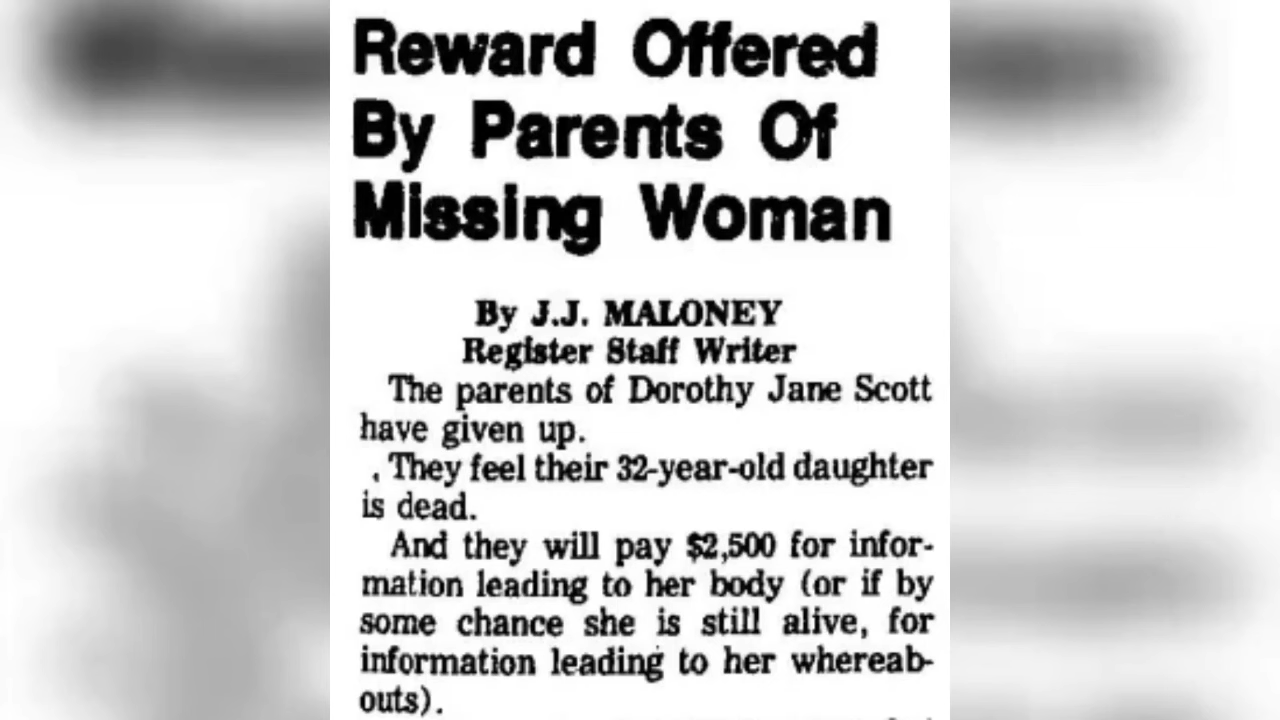 Reward Offered
By Parents Of
Missing Woman
By J.J. MALONEY
Register Staff Writer
The parents of Dorothy Jane Scott
have given up.
. They feel their 32-year-old daughter
is dead.
And they will pay $2,500 for infor-
mation leading to her body (or if by
some chance she is still alive, for
information leading to her whereab-
outs).